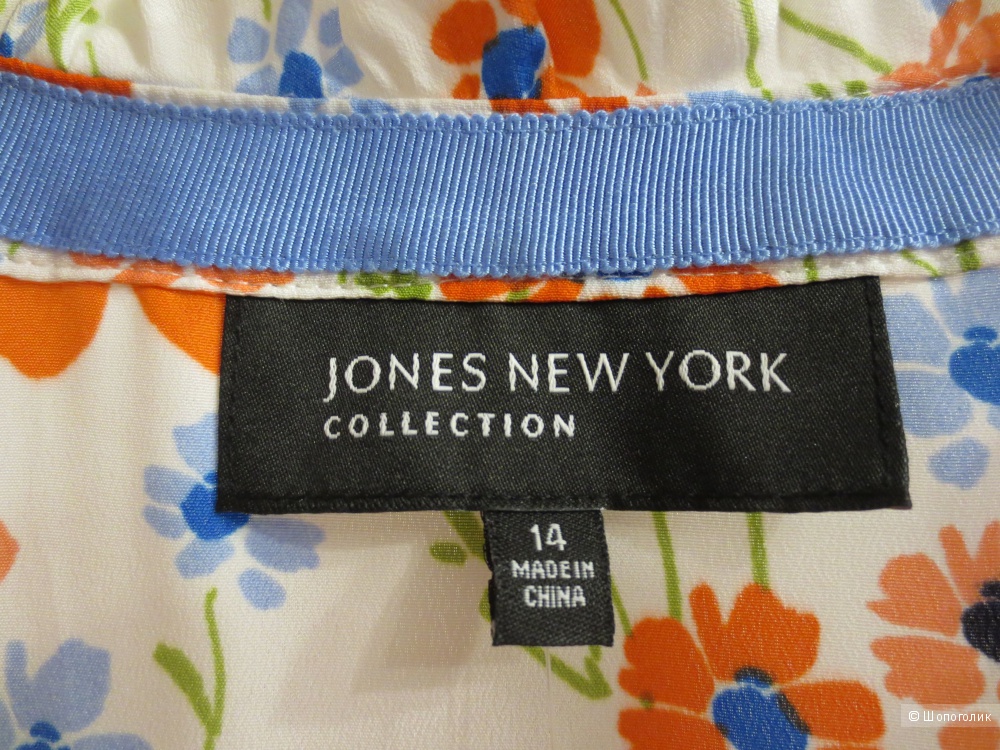 JONES NEW YORK
COLLECTION
14
MADE IN
CHINA
© Шопоголик